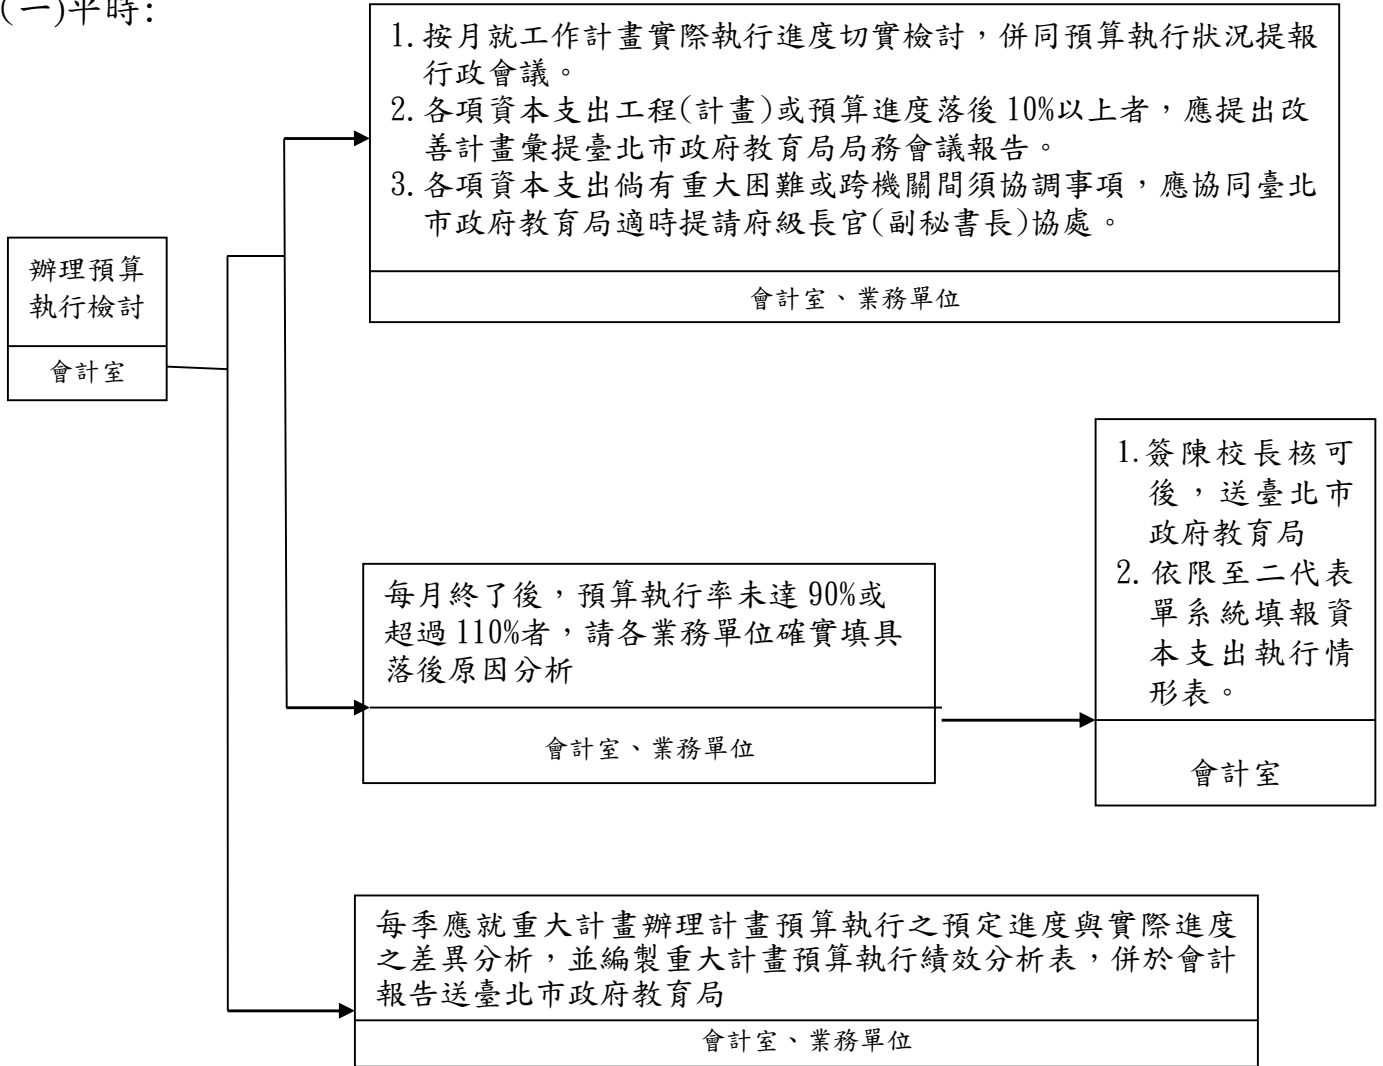 (一)平時:
1.按月就工作計畫實際執行進度切實檢討，併同預算執行狀況提報
行政會議。
2.各項資本支出工程(計畫)或預算進度落後 10%以上者，應提出改
善計畫彙提臺北市政府教育局局務會議報告。
3.各項資本支出倘有重大困難或跨機關間須協調事項，應協同臺北
市政府教育局適時提請府級長官(副秘書長)協處。
會計室、業務單位
辦理預算
執行檢討
會計室
每月終了後，預算執行率未達 90%或
超過 110%者，請各業務單位確實填具
落後原因分析
會計室、業務單位
1.簽陳校長核可
後，送臺北市
政府教育局
2.依限至二代表
單系統填報資
本支出執行情
形表。
會計室
每季應就重大計畫辦理計畫預算執行之預定進度與實際進度
之差異分析，並編製重大計畫預算執行績效分析表，併於會計
報告送臺北市政府教育局
會計室、業務單位